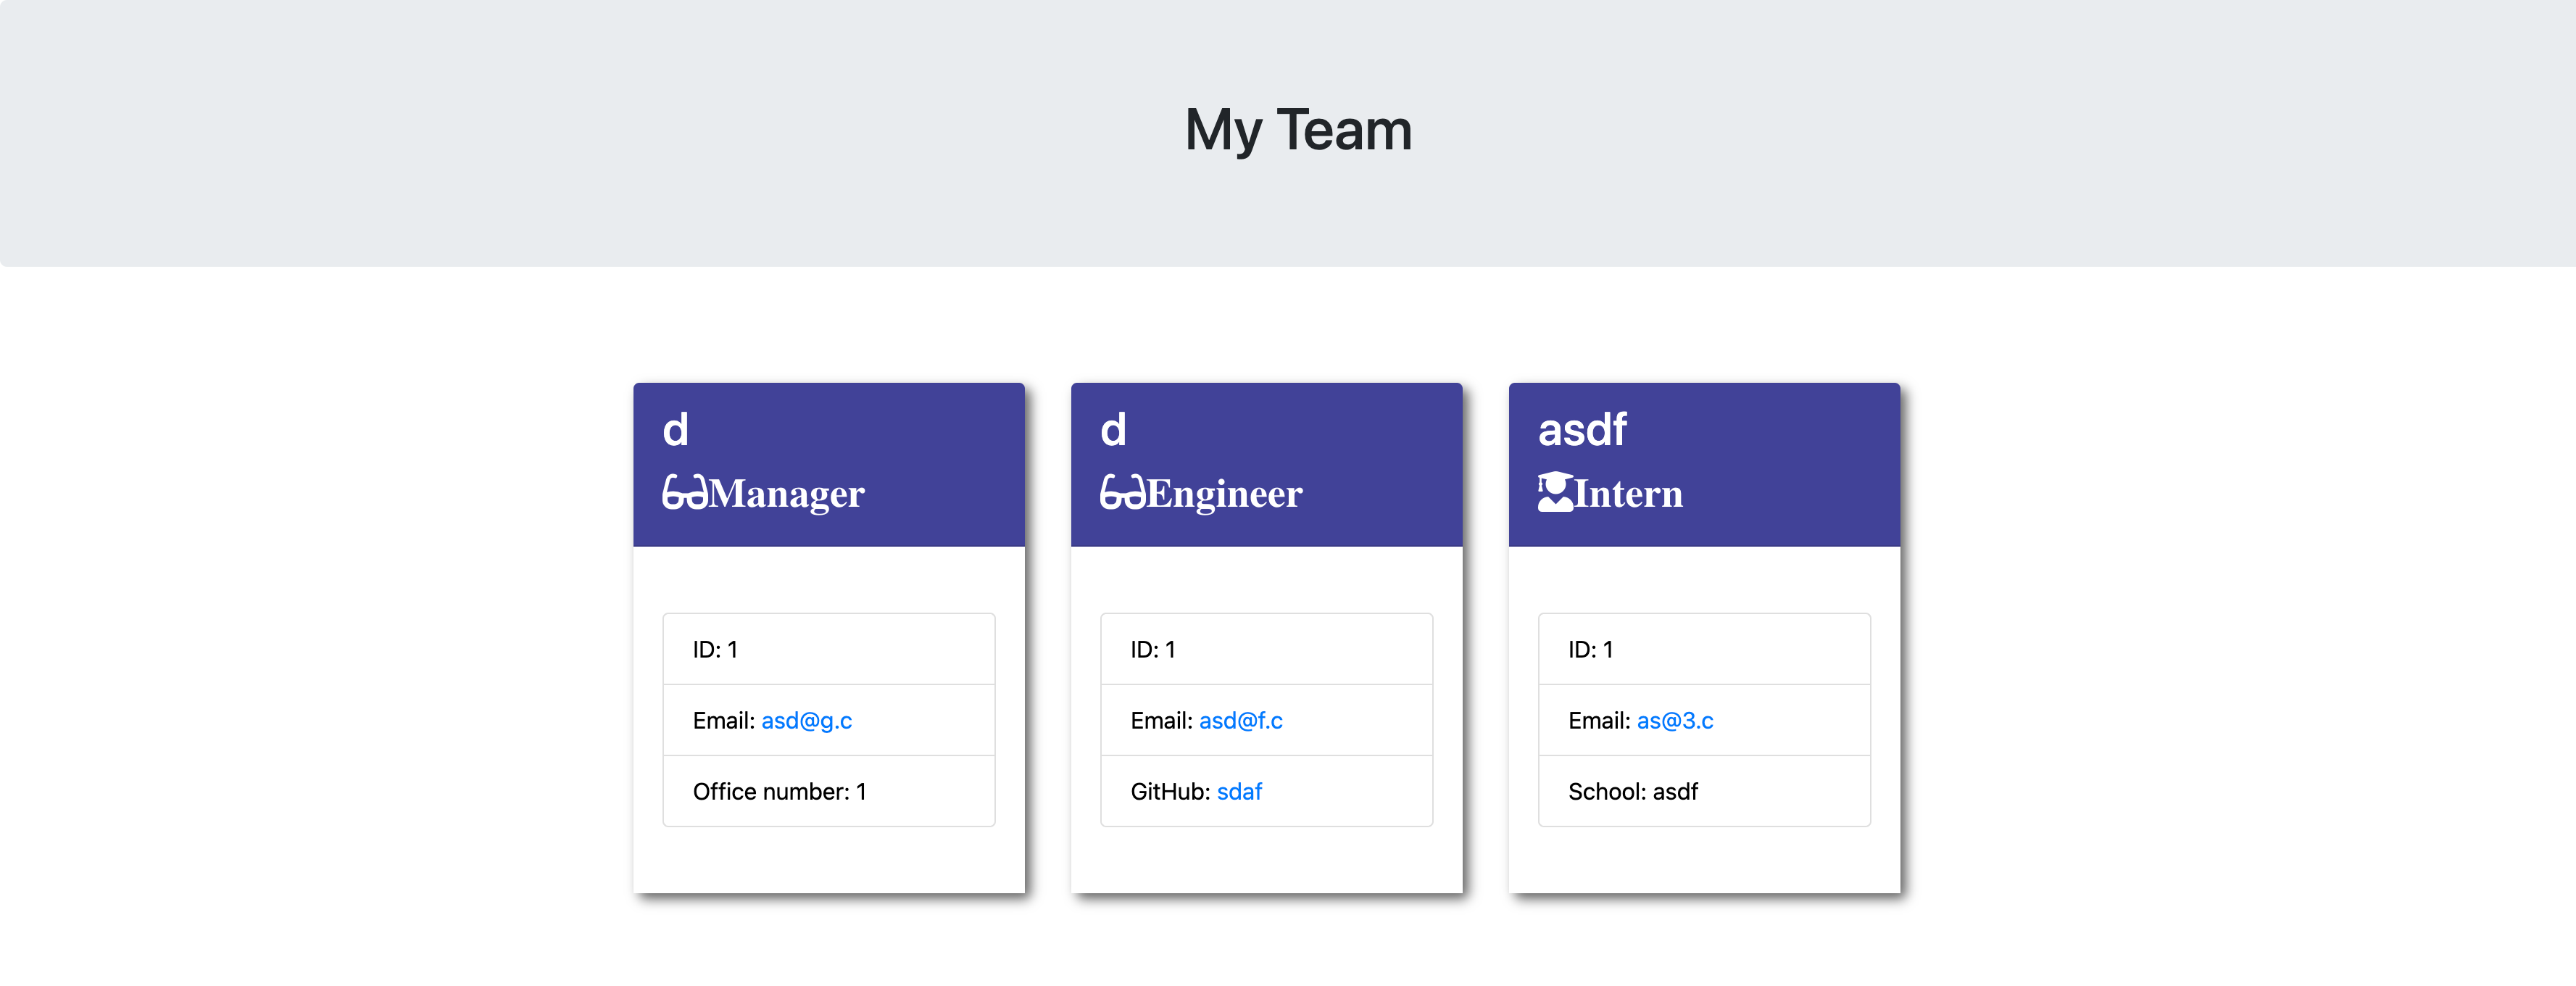 My Team
d
Manager
ID: 1
Email: asd@g.c
Office number: 1
d
Engineer
ID: 1
Email: asd@f.c
GitHub: sdaf
asdf
Intern
ID: 1
Email: as@3.c
School: asdf